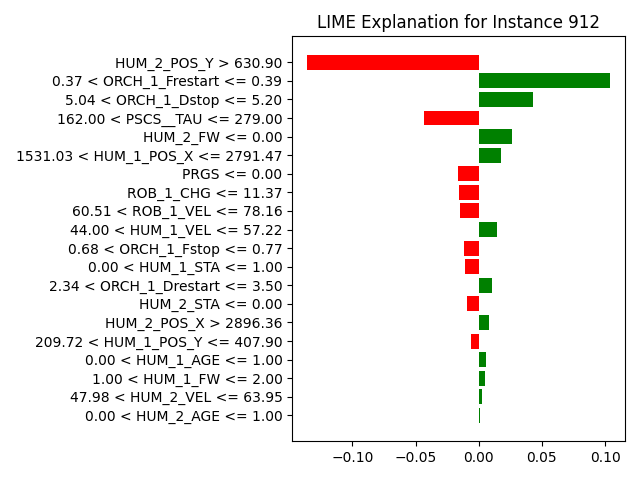 LIME Explanation for Instance 912
HUM_2_POS_Y > 630.90
0.37 < ORCH_1_Frestart <= 0.39
5.04 < ORCH_1_Dstop <= 5.20
162.00 < PSCS__TAU <= 279.00
HUM_2_FW <= 0.00
1531.03 < HUM_1_POS_X <= 2791.47
PRGS <= 0.00
ROB_1_CHG <= 11.37
60.51 < ROB_1_VEL <= 78.16
44.00 < HUM_1_VEL <= 57.22
0.68 < ORCH_1_Fstop <= 0.77
0.00 < HUM_1_STA <= 1.00
2.34 < ORCH_1_Drestart <= 3.50
HUM_2_STA <= 0.00
HUM_2_POS_X > 2896.36
209.72 < HUM_1_POS_Y <= 407.90
0.00 < HUM_1_AGE <= 1.00
1.00 < HUM_1_FW <= 2.00
47.98 < HUM_2_VEL <= 63.95
0.00 < HUM_2_AGE <= 1.00
−0.10 −0.05 0.00 0.05 0.10